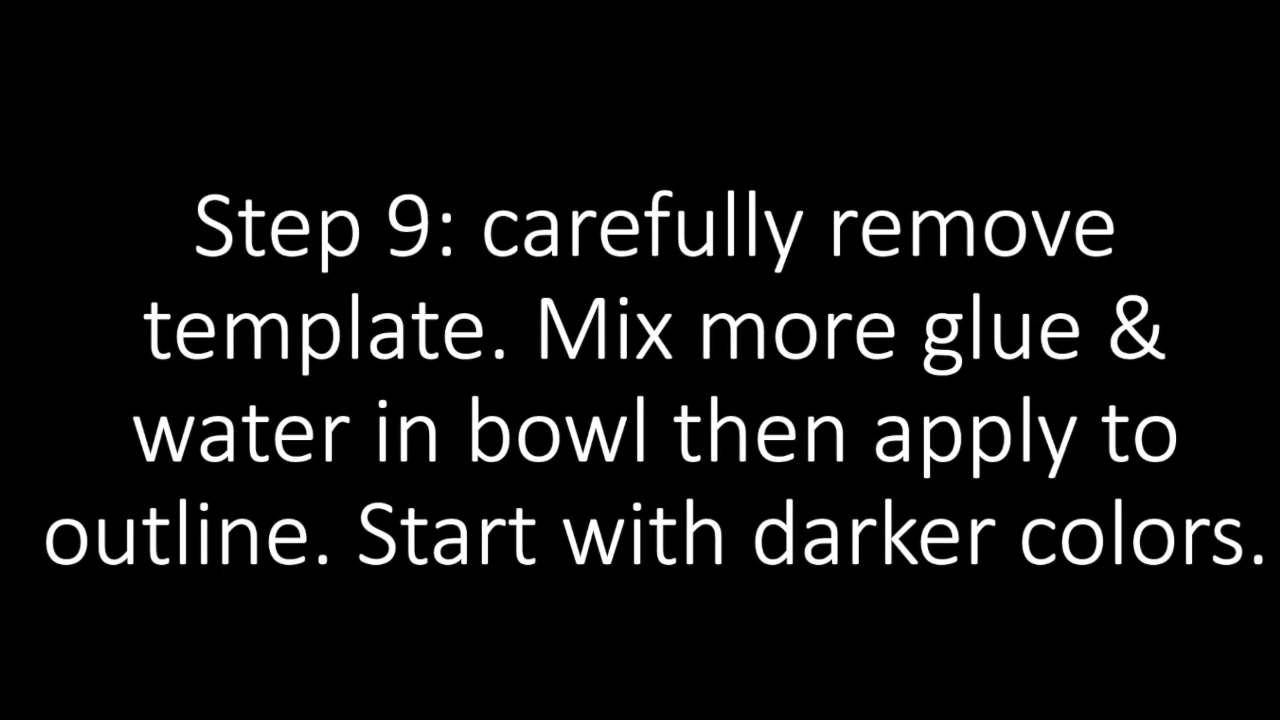 Step 9: carefully remove
template. Mix more glue &
water in bowl then apply to
outline. Start with darker colors.